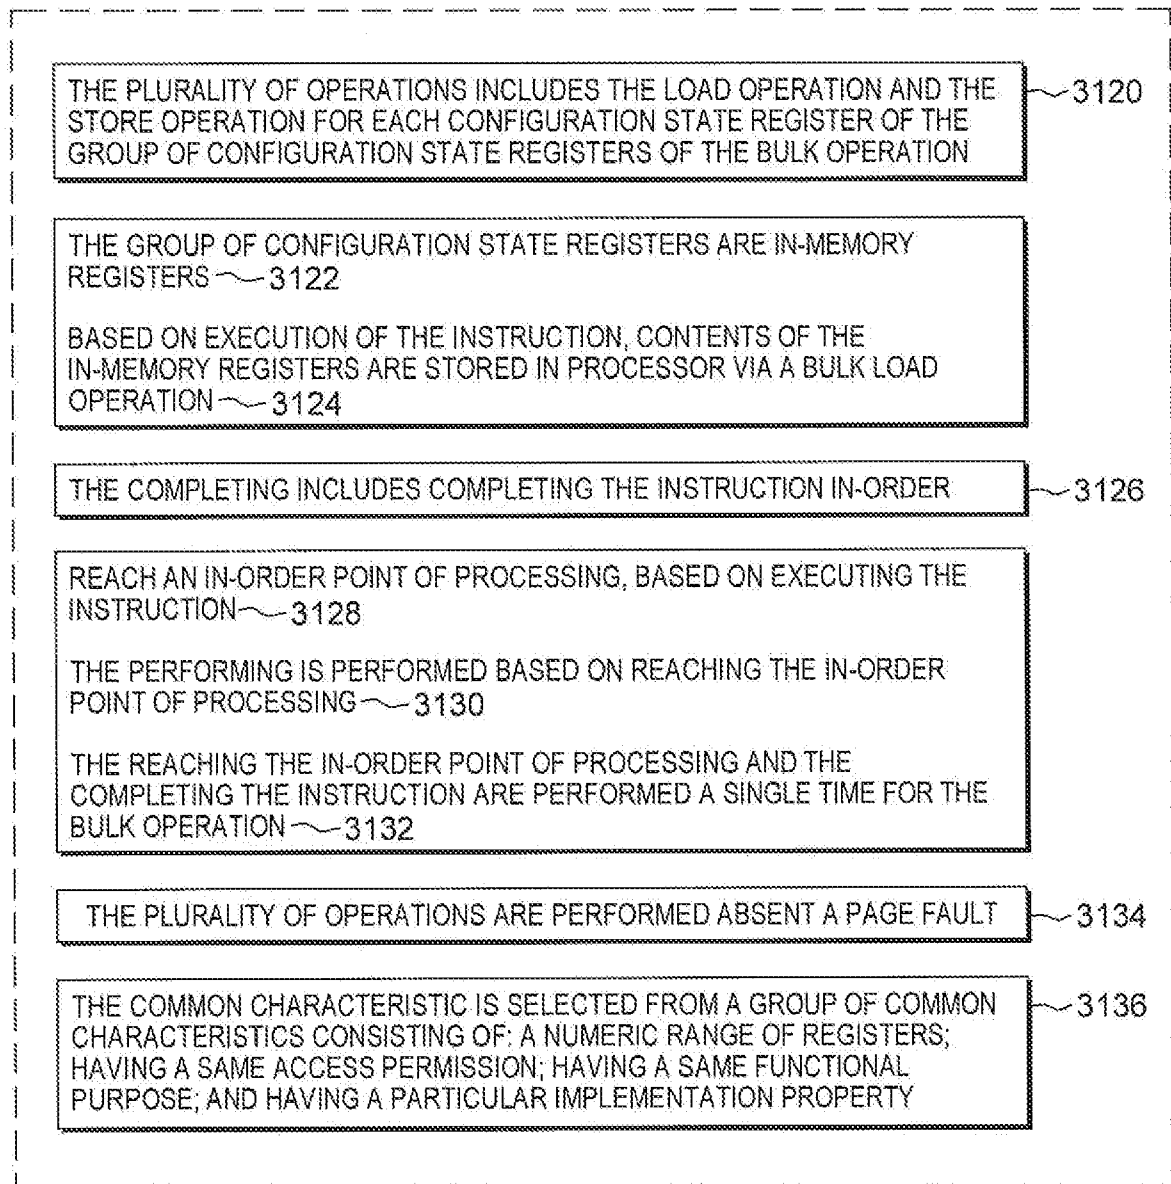 THE PLURALITY OF OPERATIONS INCLUDES THE LOAD OPERATION AND THE
STORE OPERATION FOR EACH CONFIGURATION STATE REGISTER OF THE
GROUP OF CONFIGURATION STATE REGISTERS OF THE BULK OPERATION
3120
THE GROUP OF CONFIGURATION STATE REGISTERS ARE IN-MEMORY
REGISTERS 3122
BASED ON EXECUTION OF THE INSTRUCTION, CONTENTS OF THE
IN-MEMORY REGISTERS ARE STORED IN PROCESSOR VIA A BULK LOAD
OPERATION 3124
THE COMPLETING INCLUDES COMPLETING THE INSTRUCTION IN-ORDER 3126
REACH AN IN-ORDER POINT OF PROCESSING, BASED ON EXECUTING THE
INSTRUCTION 3128
THE PERFORMING IS PERFORMED BASED ON REACHING THE IN-ORDER
POINT OF PROCESSING 3130
THE REACHING THE IN-ORDER POINT OF PROCESSING AND THE
COMPLETING THE INSTRUCTION ARE PERFORMED A SINGLE TIME FOR THE
BULK OPERATION 3132
THE PLURALITY OF OPERATIONS ARE PERFORMED ABSENT A PAGE FAULT 3134
THE COMMON CHARACTERISTIC IS SELECTED FROM A GROUP OF COMMON
CHARACTERISTICS CONSISTING OF: A NUMERIC RANGE OF REGISTERS;
HAVING A SAME ACCESS PERMISSION; HAVING A SAME FUNCTIONAL
PURPOSE; AND HAVING A PARTICULAR IMPLEMENTATION PROPERTY
3136